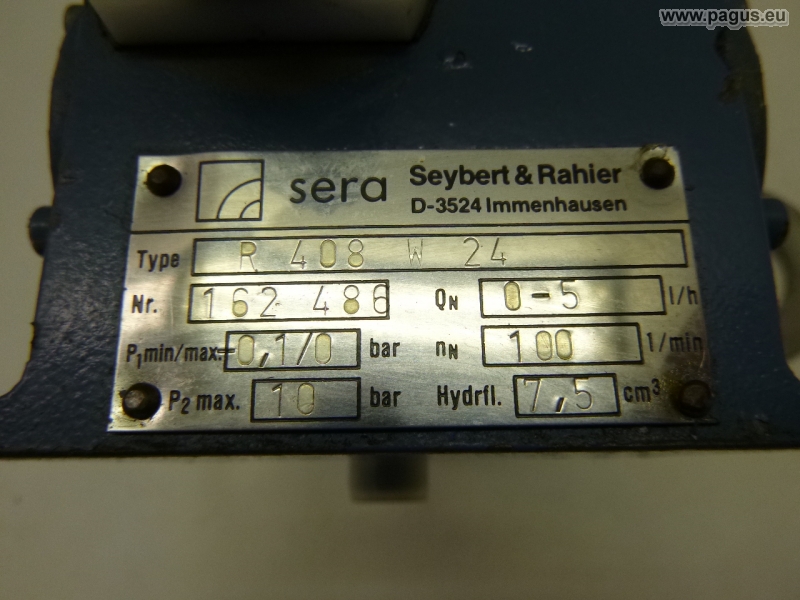 www.pagus.eu
sera Seybert & Rahier
D-3524 Immenhausen
Type R 408 W 24
Nr. 162 486 QN 0-5 l/h
P1min/max. -0,1/0 bar nN 100 1/min
P2 max. 10 bar Hydrfl. 7,5 cm³